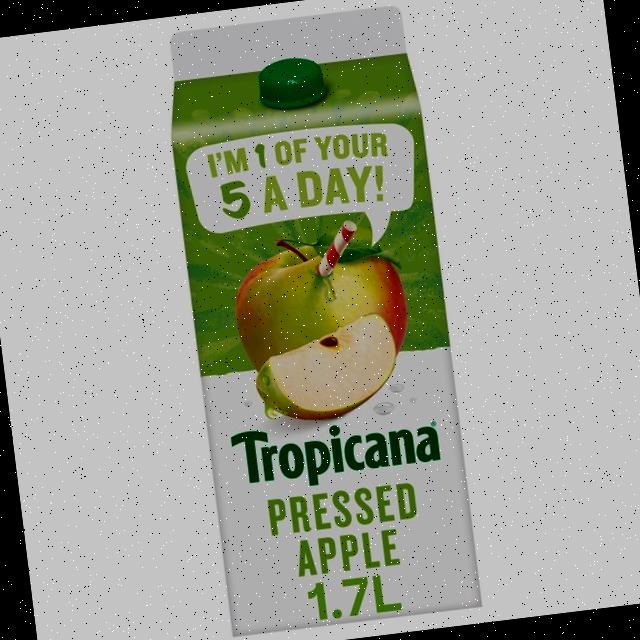 I'M 1 OF YOUR
5 A DAY!
Tropicana
PRESSED
APPLE
1.7L